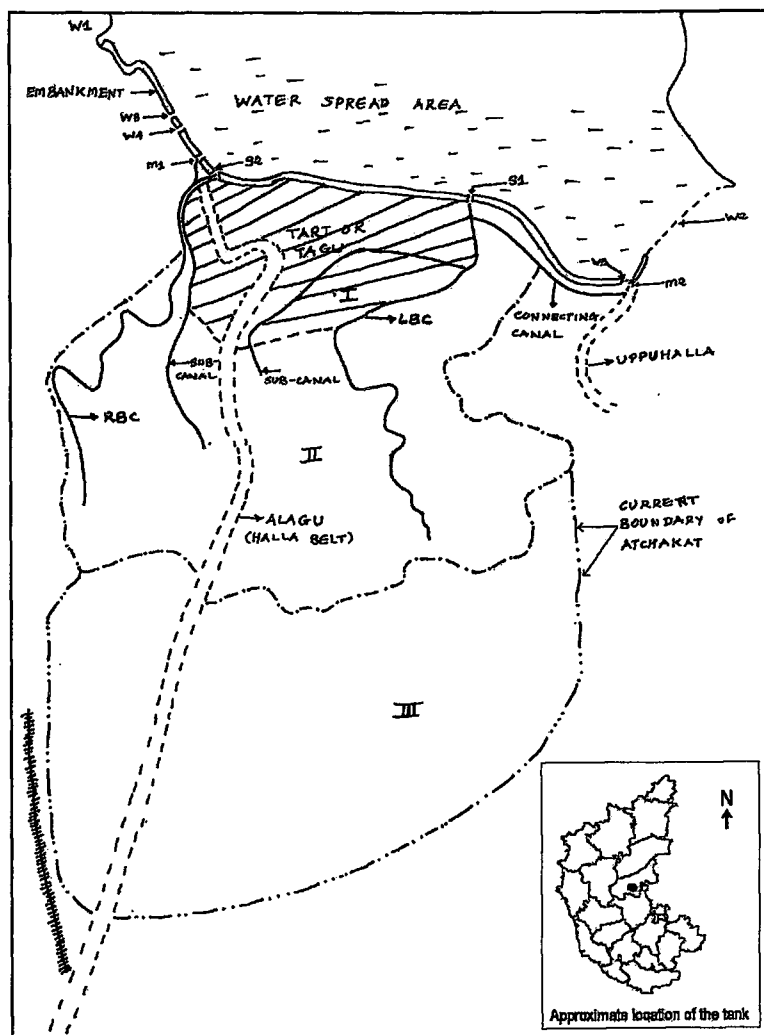 W1
EMBANKMENT
WATER SPREAD AREA
W3
W4
M1
S2
S1
W2
TART OR
TAGU
I
LBC
CONNECTING
CANAL
M2
UPPUHALLA
SUB
CANAL
SUB-CANAL
RBC
II
ALAGU
(HALLA BELT)
CURRENT
BOUNDARY OF
ATCHAKAT
III
N
Approximate location of the tank